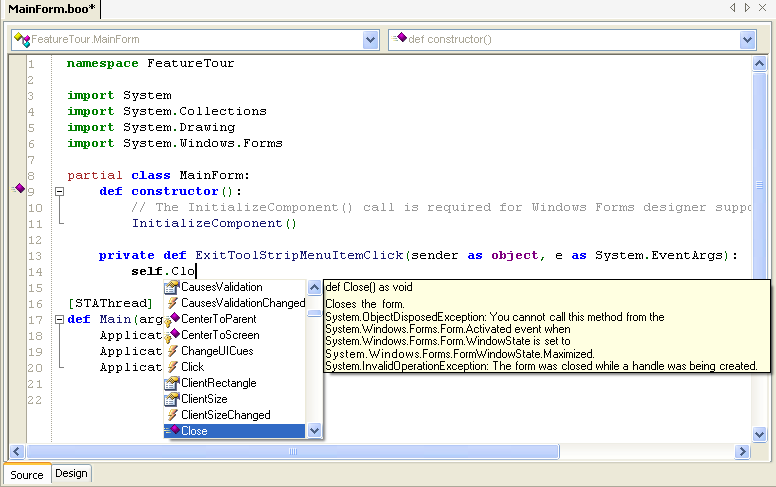 MainForm.boo*
FeatureTour.MainForm
def constructor()
1 namespace FeatureTour
2
3 import System
4 import System.Collections
5 import System.Drawing
6 import System.Windows.Forms
7
8 partial class MainForm:
9 def constructor():
10 // The InitializeComponent() call is required for Windows Forms designer suppo
11 InitializeComponent()
12
13 private def ExitToolStripMenuItemClick(sender as object, e as System.EventArgs):
14 self.Clo
15
16 [STAThread]
17 def Main(arg
18 Applicat
19 Applicat
20 Applicat
21
22
CausesValidation
CausesValidationChanged
CenterToParent
CenterToScreen
ChangeUICues
Click
ClientRectangle
ClientSize
ClientSizeChanged
Close
def Close() as void
Closes the form.
System.ObjectDisposedException: You cannot call this method from the
System.Windows.Forms.Form.Activated event when
System.Windows.Forms.Form.WindowState is set to
System.Windows.Forms.FormWindowState.Maximized.
System.InvalidOperationException: The form was closed while a handle was being created.
Source
Design